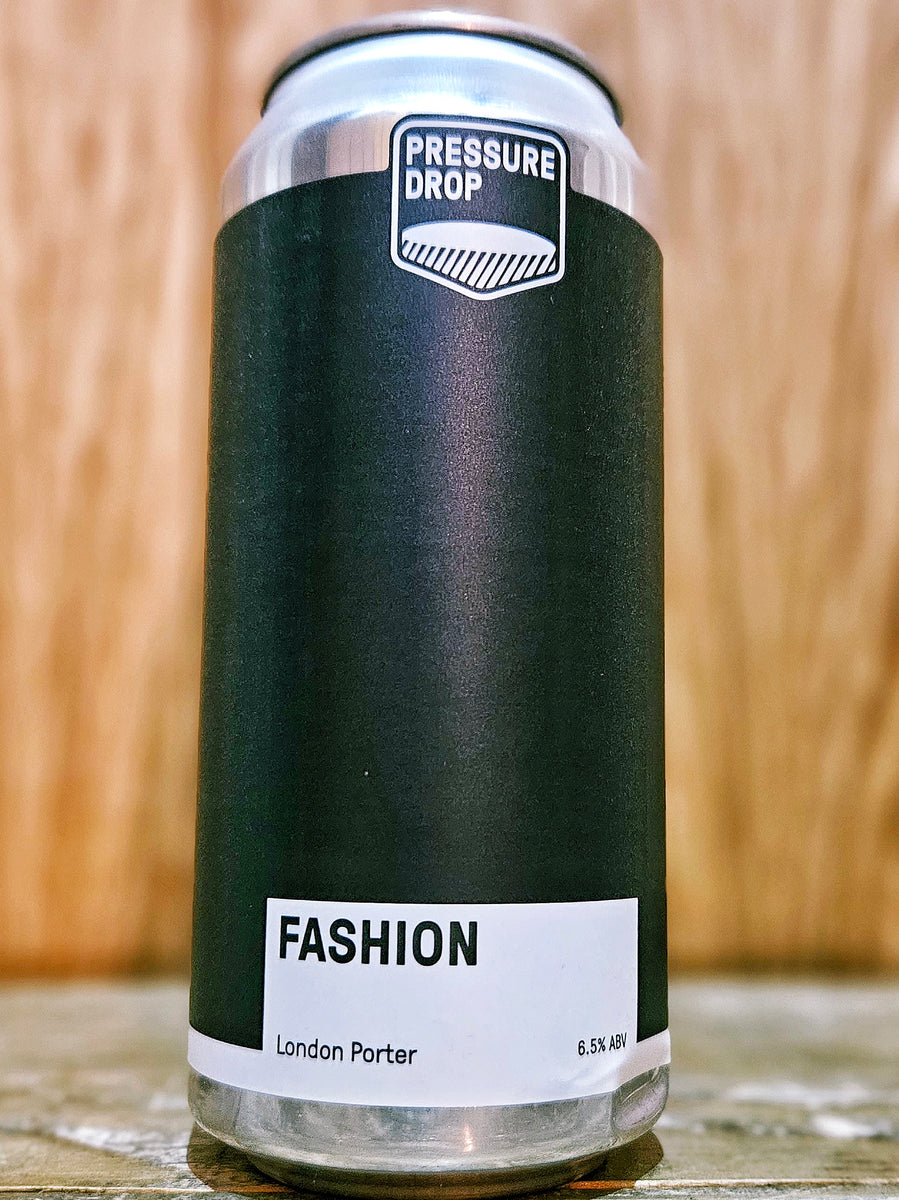 PRESSURE
DROP
FASHION
London Porter
6.5% ABV